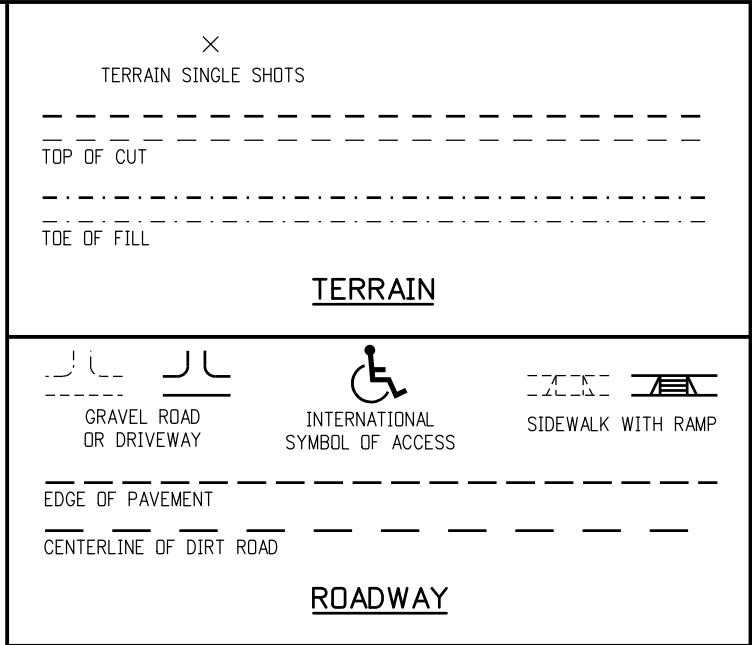 TERRAIN SINGLE SHOTS
TOP OF CUT
TOE OF FILL
TERRAIN
GRAVEL ROAD
OR DRIVEWAY
INTERNATIONAL
SYMBOL OF ACCESS
SIDEWALK WITH RAMP
EDGE OF PAVEMENT
CENTERLINE OF DIRT ROAD
ROADWAY